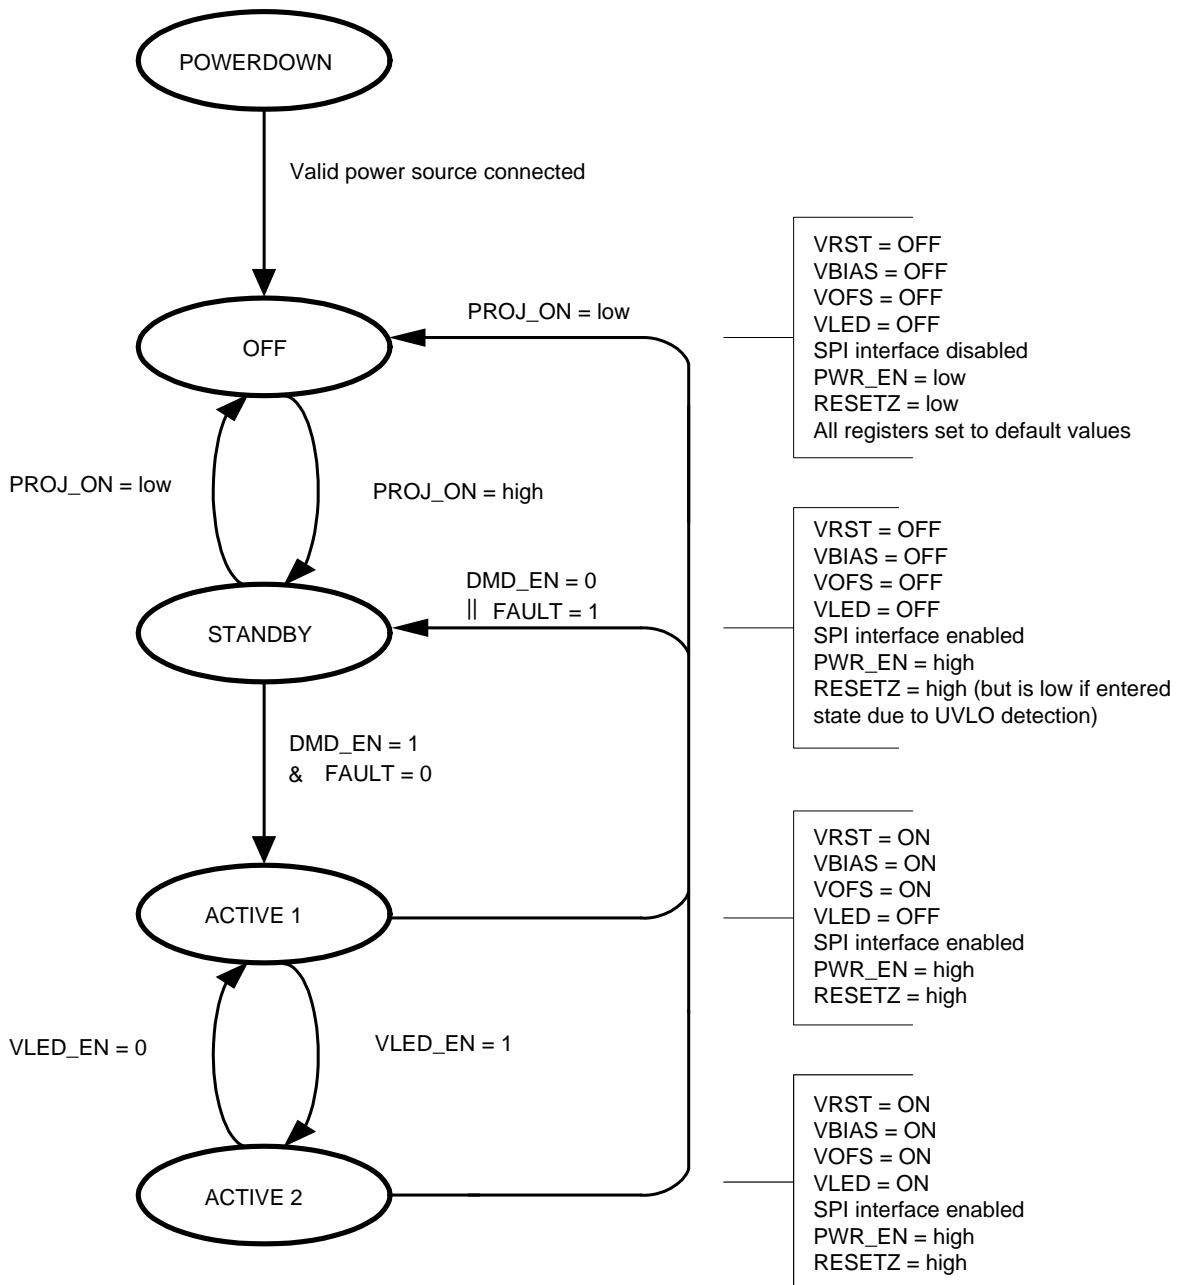 POWERDOWN
Valid power source connected
OFF
PROJ_ON = low
VRST = OFF
VBIAS = OFF
VOFS = OFF
VLED = OFF
SPI interface disabled
PWR_EN = low
RESETZ = low
All registers set to default values
PROJ_ON = low
PROJ_ON = high
STANDBY
DMD_EN = 0
|| FAULT = 1
VRST = OFF
VBIAS = OFF
VOFS = OFF
VLED = OFF
SPI interface enabled
PWR_EN = high
RESETZ = high (but is low if entered
state due to UVLO detection)
DMD_EN = 1
& FAULT = 0
ACTIVE 1
VRST = ON
VBIAS = ON
VOFS = ON
VLED = OFF
SPI interface enabled
PWR_EN = high
RESETZ = high
VLED_EN = 0
VLED_EN = 1
ACTIVE 2
VRST = ON
VBIAS = ON
VOFS = ON
VLED = ON
SPI interface enabled
PWR_EN = high
RESETZ = high